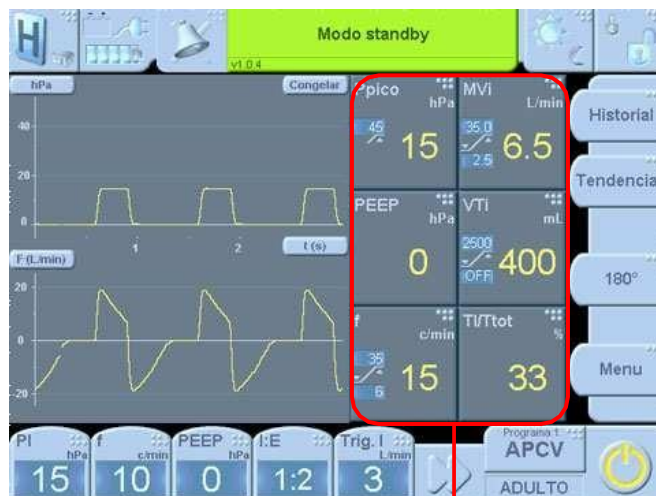 H
Modo standby
v1.0.4
hPa
Congelar
40
20
0
1
2
t (s)
F (L/min)
20
0
-20
Ppico
hPa
45
15
MVi
L/min
35.0
2.5
6.5
PEEP
hPa
0
VTi
mL
2500
OFF
400
f
c/min
35
6
15
TI/Ttot
%
33
Historial
Tendencia
180°
Menu
PI
hPa
15
f
c/min
10
PEEP
hPa
0
I:E
1:2
Trig. I
L/min
3
Programa 1
APCV
ADULTO